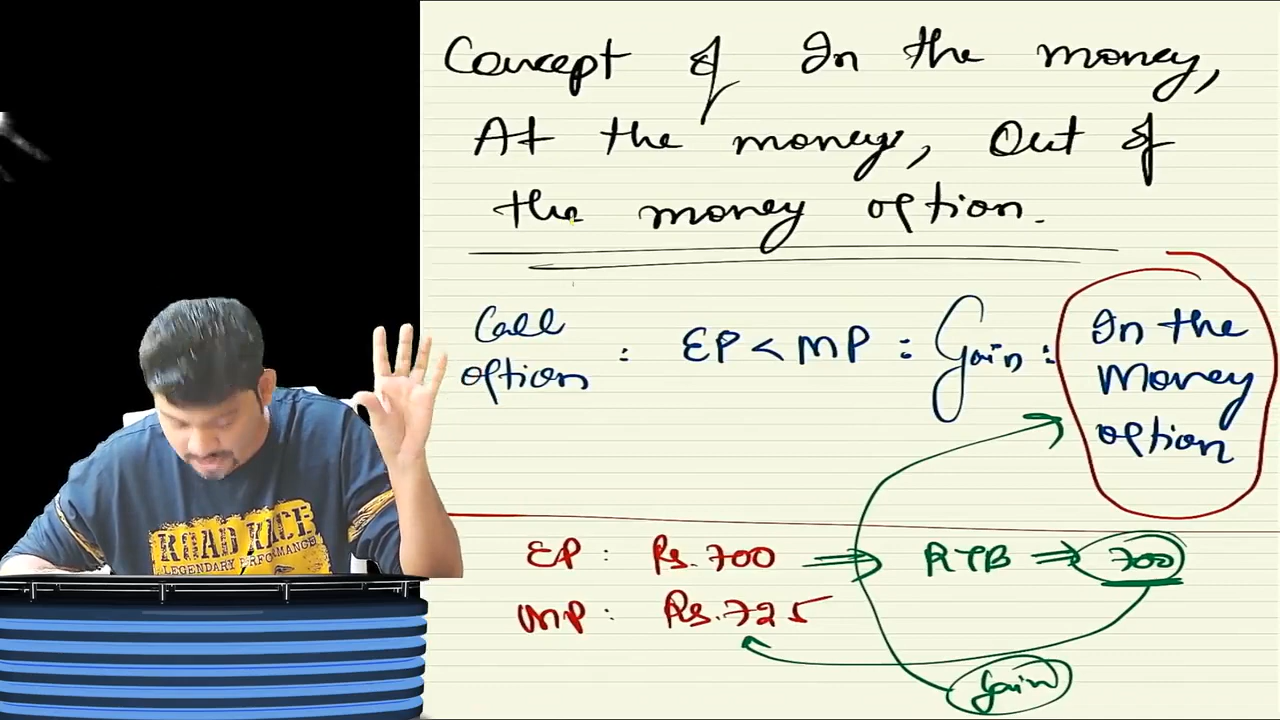 Concept of In the money,
At the money, Out of
the money option.
Call
option : EP < MP = Gain :
In the
Money
option
EP : Rs. 700 ⇒ RTB ⇒ 700
MP : Rs. 725
Gain
ROAD RACE
LEGENDARY PERFORMANCE